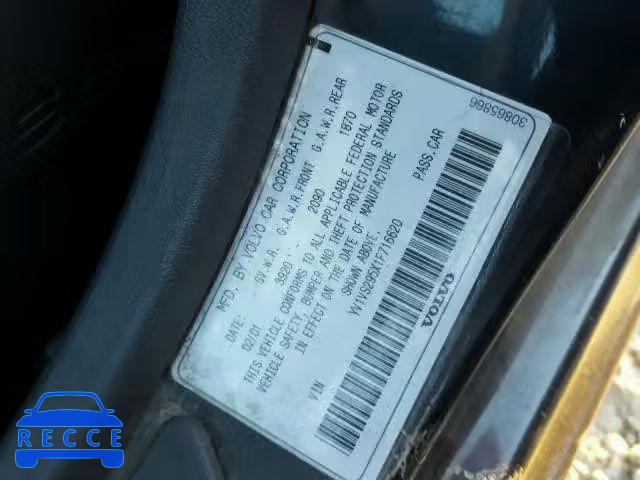 MFD. BY VOLVO CAR CORPORATION
DATE: G.V.W.R. G.A.W.R.FRONT G.A.W.R.REAR
02/01 3920 2090 1870
THIS VEHICLE CONFORMS TO ALL APPLICABLE FEDERAL MOTOR
VEHICLE SAFETY, BUMPER AND THEFT PROTECTION STANDARDS
IN EFFECT ON THE DATE OF MANUFACTURE
SHOWN ABOVE.
VIN YV1VS295X1F716620 PASS.CAR
VOLVO
30865866
RECCE